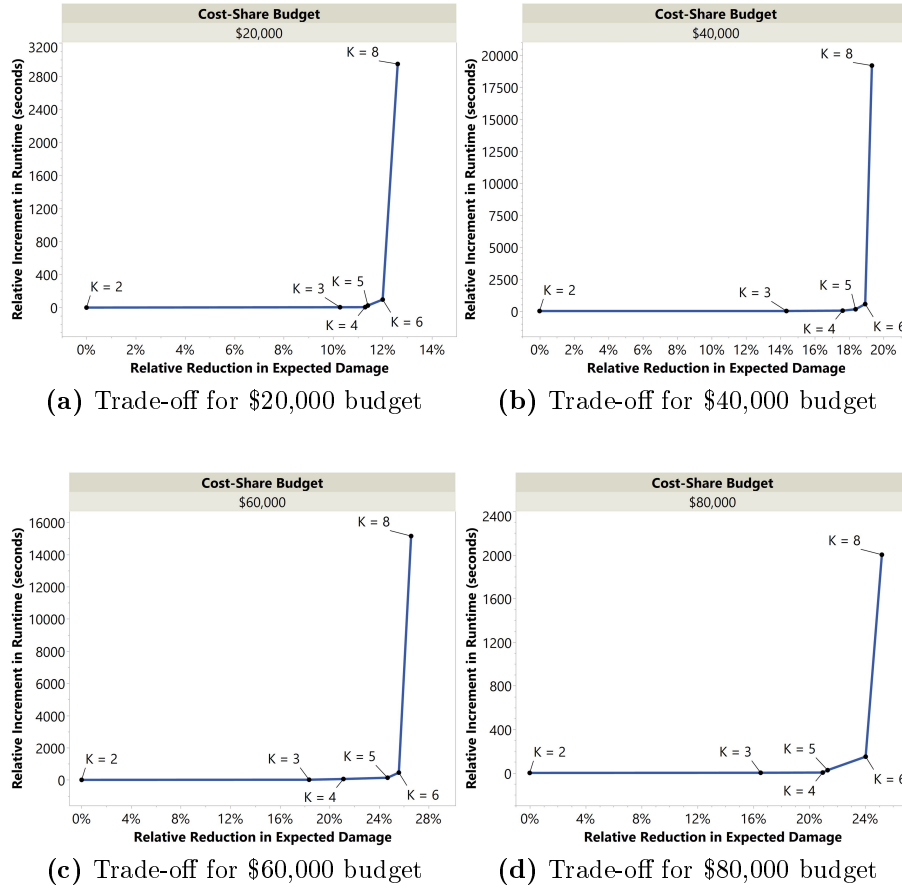 Cost-Share Budget
$20,000
Relative Increment in Runtime (seconds)
3200
2800
2400
2000
1600
1200
800
400
0
K = 8
K = 2
K = 3
K = 5
K = 4
K = 6
0% 2% 4% 6% 8% 10% 12% 14%
Relative Reduction in Expected Damage
(a) Trade-off for $20,000 budget
Cost-Share Budget
$40,000
Relative Increment in Runtime (seconds)
20000
17500
15000
12500
10000
7500
5000
2500
0
K = 8
K = 2
K = 3
K = 5
K = 4
K = 6
0% 2% 4% 6% 8% 10% 12% 14% 16% 18% 20%
Relative Reduction in Expected Damage
(b) Trade-off for $40,000 budget
Cost-Share Budget
$60,000
Relative Increment in Runtime (seconds)
16000
14000
12000
10000
8000
6000
4000
2000
0
K = 8
K = 2
K = 3
K = 5
K = 4
K = 6
0% 4% 8% 12% 16% 20% 24% 28%
Relative Reduction in Expected Damage
(c) Trade-off for $60,000 budget
Cost-Share Budget
$80,000
Relative Increment in Runtime (seconds)
2400
2000
1600
1200
800
400
0
K = 8
K = 2
K = 3
K = 5
K = 4
K = 6
0% 4% 8% 12% 16% 20% 24%
Relative Reduction in Expected Damage
(d) Trade-off for $80,000 budget